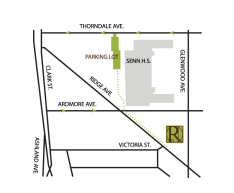 THORNDALE AVE.
PARKING LOT
SENN H.S.
GLENWOOD AVE.
CLARK ST.
RIDGE AVE.
ARDMORE AVE.
R
VICTORIA ST.
ASHLAND AVE.